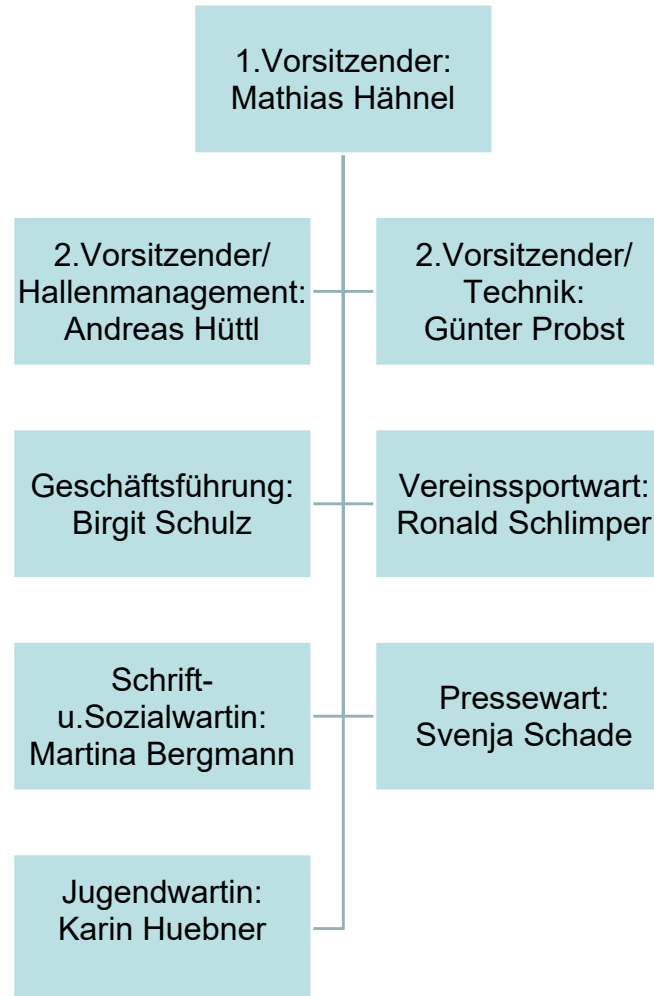 1.Vorsitzender:
Mathias Hähnel
2.Vorsitzender/
Hallenmanagement:
Andreas Hüttl
2.Vorsitzender/
Technik:
Günter Probst
Geschäftsführung:
Birgit Schulz
Vereinssportwart:
Ronald Schlimper
Schrift-
u.Sozialwartin:
Martina Bergmann
Pressewart:
Svenja Schade
Jugendwartin:
Karin Huebner